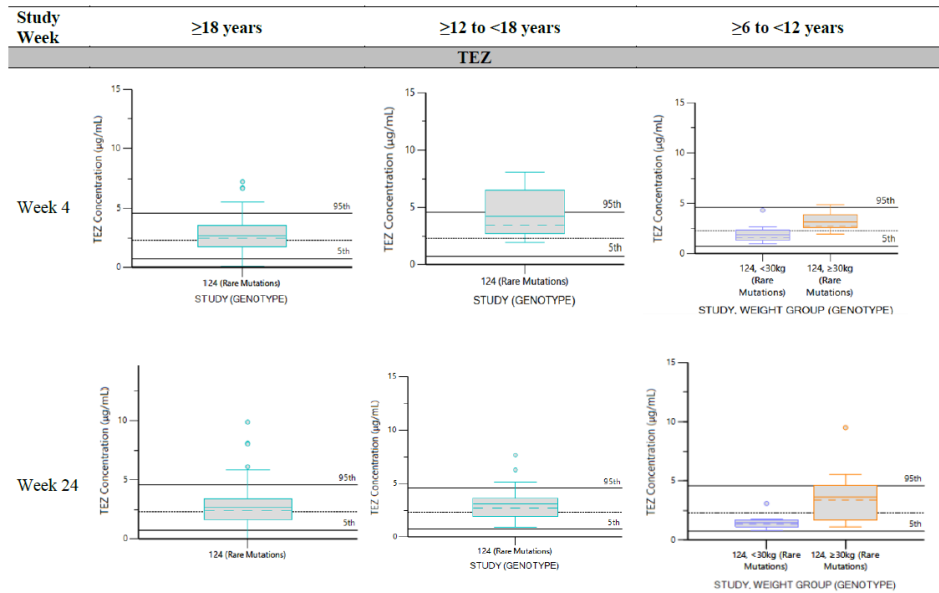 Study Week ≥18 years ≥12 to <18 years ≥6 to <12 years
TEZ
Week 4
TEZ Concentration (µg/mL)
15
10
5
0
95th
5th
124 (Rare Mutations)
STUDY (GENOTYPE)
TEZ Concentration (µg/mL)
15
10
5
0
95th
5th
124 (Rare Mutations)
STUDY (GENOTYPE)
TEZ Concentration (µg/mL)
15
10
5
0
95th
5th
124, <30kg
(Rare
Mutations)
124, ≥30kg
(Rare
Mutations)
STUDY, WEIGHT GROUP (GENOTYPE)
Week 24
TEZ Concentration (µg/mL)
10
5
0
95th
5th
124 (Rare Mutations)
TEZ Concentration (µg/mL)
15
10
5
0
95th
5th
124 (Rare Mutations)
STUDY (GENOTYPE)
TEZ Concentration (µg/mL)
15
10
5
0
95th
5th
124, <30kg (Rare
Mutations)
124, ≥30kg (Rare
Mutations)
STUDY, WEIGHT GROUP (GENOTYPE)